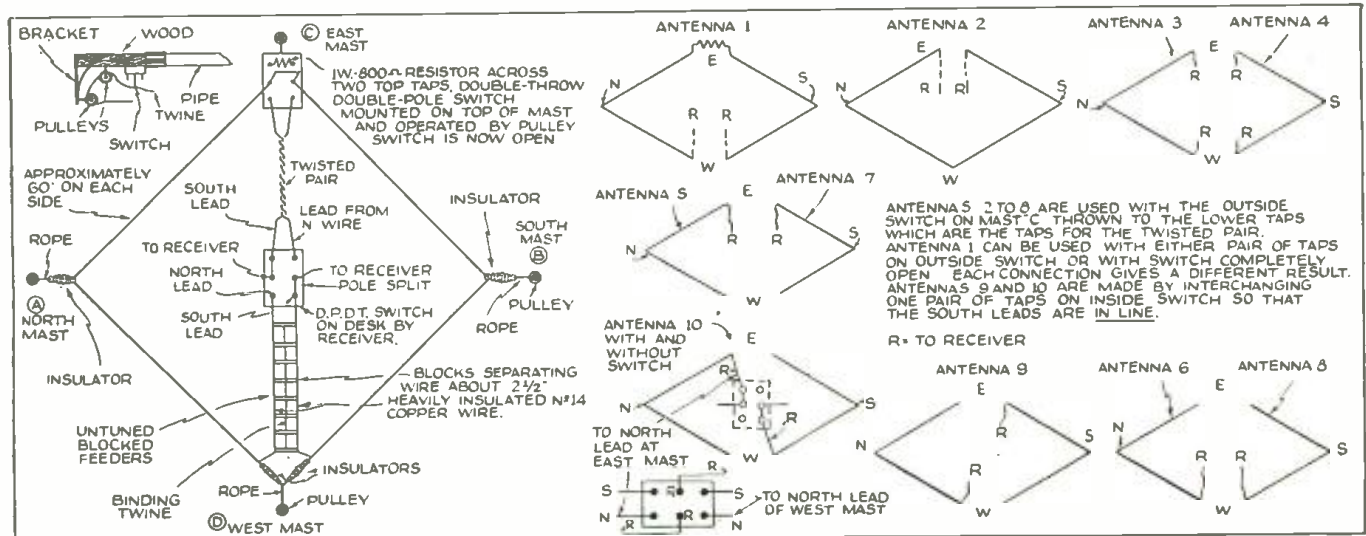 BRACKET
WOOD
PULLEYS
TWINE
PIPE
SWITCH
C EAST
MAST
1W.-800Ω RESISTOR ACROSS
TWO TOP TAPS. DOUBLE-THROW
DOUBLE-POLE SWITCH
MOUNTED ON TOP OF MAST
AND OPERATED BY PULLEY
SWITCH IS NOW OPEN
APPROXIMATELY
60' ON EACH
SIDE
TWISTED
PAIR
SOUTH
LEAD
LEAD FROM
N WIRE
INSULATOR
SOUTH
MAST
B
ROPE
TO RECEIVER
NORTH
LEAD
TO RECEIVER
POLE SPLIT
PULLEY
A
NORTH
MAST
SOUTH
LEAD
D.P.D.T. SWITCH
ON DESK BY
RECEIVER.
ROPE
INSULATOR
BLOCKS SEPARATING
WIRE ABOUT 2 1/2"
HEAVILY INSULATED Nº14
COPPER WIRE.
UNTUNED
BLOCKED
FEEDERS
INSULATORS
BINDING
TWINE
ROPE
PULLEY
D WEST MAST
ANTENNA 1
E
N
S
R R
W
ANTENNA 2
E
R R
N
S
W
ANTENNA 3
ANTENNA 4
E
R R
N
S
R R
W
ANTENNA 5
ANTENNA 7
E
R R
N
S
W
ANTENNAS 2 TO 8 ARE USED WITH THE OUTSIDE
SWITCH ON MAST C THROWN TO THE LOWER TAPS
WHICH ARE THE TAPS FOR THE TWISTED PAIR.
ANTENNA 1 CAN BE USED WITH EITHER PAIR OF TAPS
ON OUTSIDE SWITCH OR WITH SWITCH COMPLETELY
OPEN EACH CONNECTION GIVES A DIFFERENT RESULT.
ANTENNAS 9 AND 10 ARE MADE BY INTERCHANGING
ONE PAIR OF TAPS ON INSIDE SWITCH SO THAT
THE SOUTH LEADS ARE IN LINE.
R= TO RECEIVER
ANTENNA 10
WITH AND
WITHOUT
SWITCH
E
R
N
S
R
W
TO NORTH
LEAD AT
EAST MAST
R
S R S
N R N
R
TO NORTH LEAD
OF WEST MAST
ANTENNA 9
E
R
N
S
R
W
ANTENNA 6
ANTENNA 8
E
N
S
R R
W